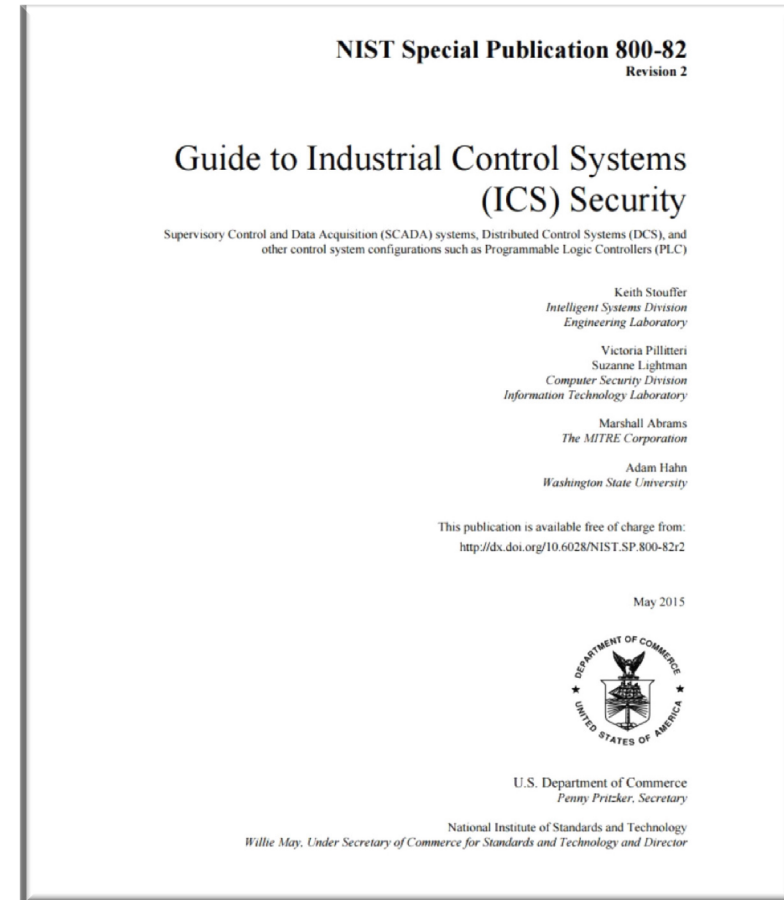 NIST Special Publication 800-82
Revision 2
Guide to Industrial Control Systems
(ICS) Security
Supervisory Control and Data Acquisition (SCADA) systems, Distributed Control Systems (DCS), and
other control system configurations such as Programmable Logic Controllers (PLC)
Keith Stouffer
Intelligent Systems Division
Engineering Laboratory
Victoria Pillitteri
Suzanne Lightman
Computer Security Division
Information Technology Laboratory
Marshall Abrams
The MITRE Corporation
Adam Hahn
Washington State University
This publication is available free of charge from:
http://dx.doi.org/10.6028/NIST.SP.800-82r2
May 2015
DEPARTMENT OF COMMERCE
UNITED STATES OF AMERICA
U.S. Department of Commerce
Penny Pritzker, Secretary
National Institute of Standards and Technology
Willie May, Under Secretary of Commerce for Standards and Technology and Director